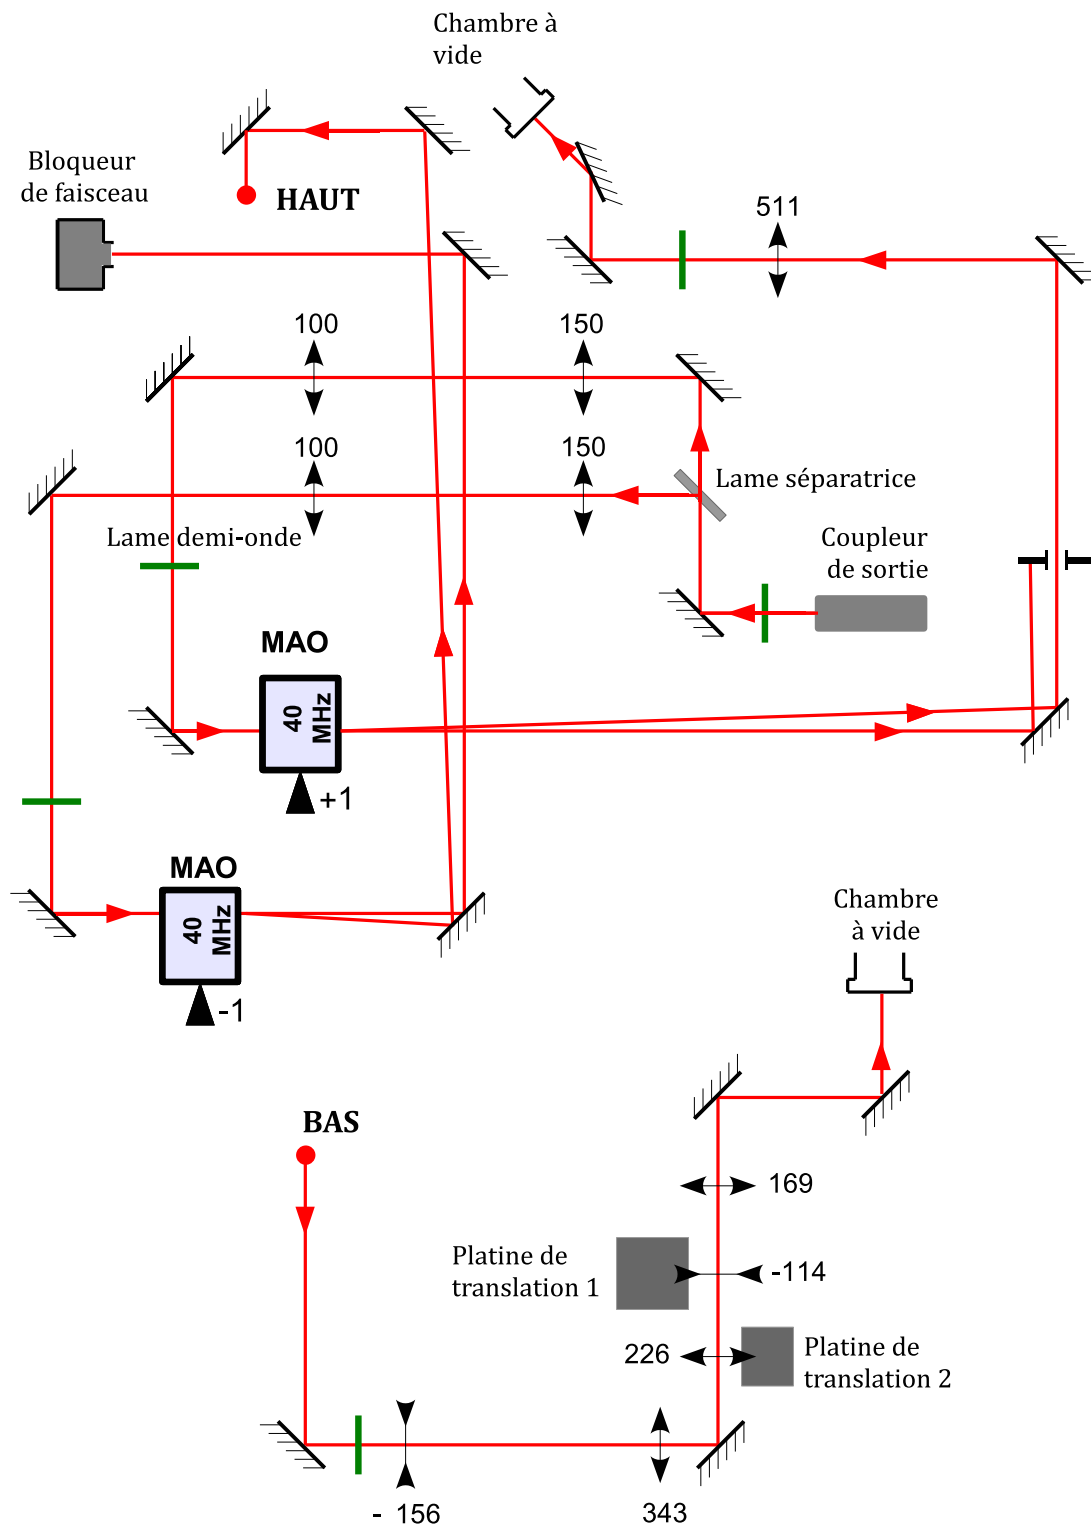 Chambre à
vide
Bloqueur
de faisceau
HAUT
511
100
150
100
150
Lame séparatrice
Lame demi-onde
Coupleur
de sortie
MAO
40
MHz
+1
MAO
40
MHz
-1
Chambre
à vide
BAS
169
Platine de
translation 1
-114
226
Platine de
translation 2
- 156
343